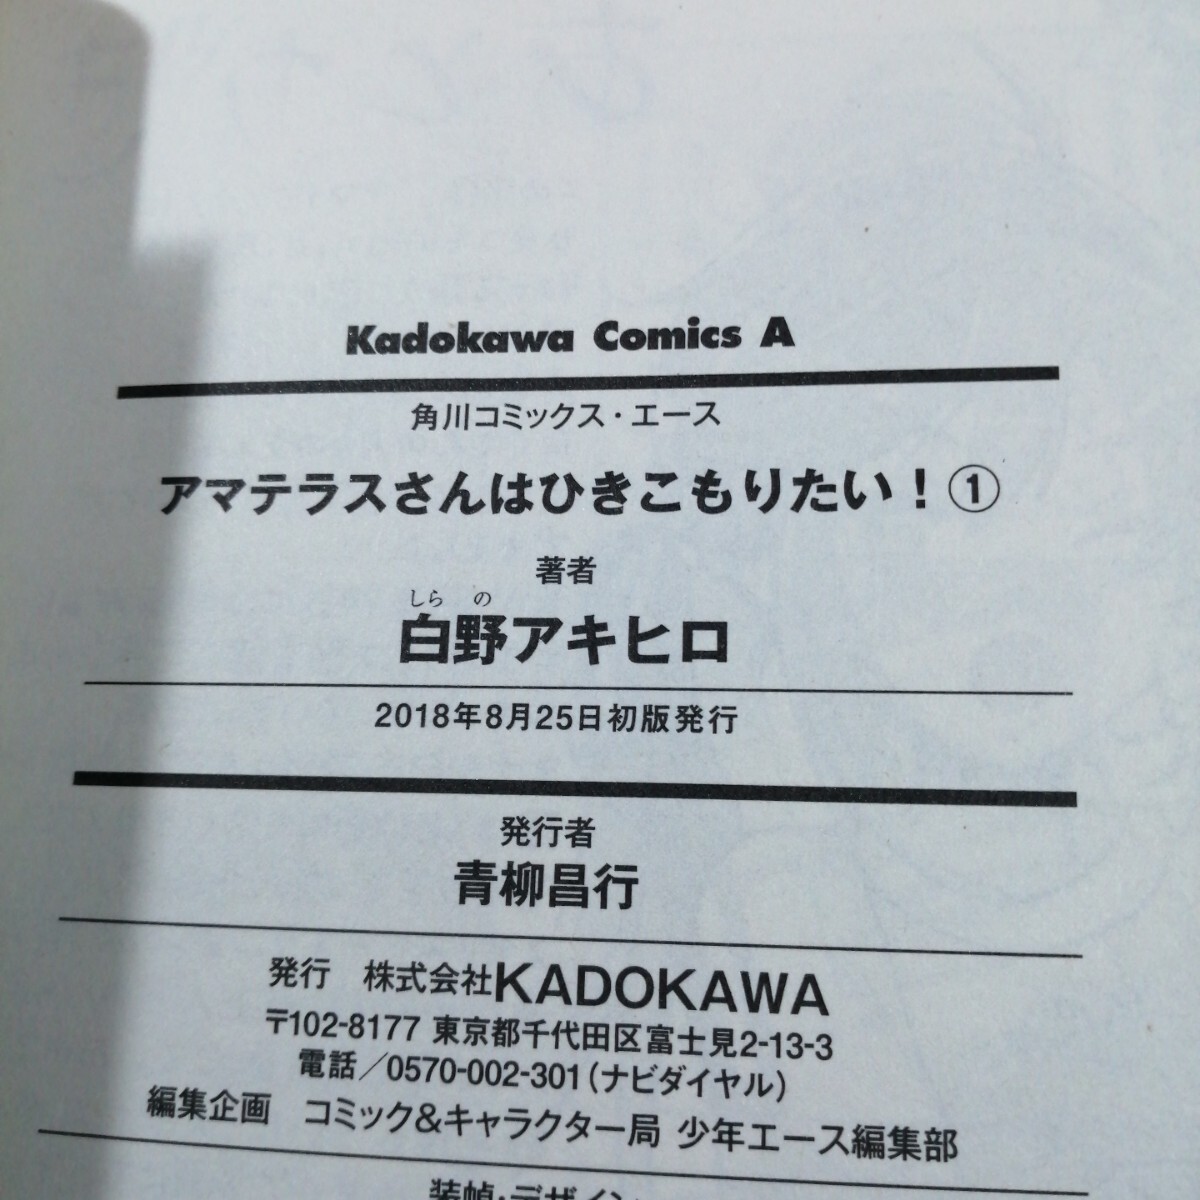 Kadokawa Comics A
角川コミックス・エース
アマテラスさんはひきこもりたい！①
著者
しら の
白野アキヒロ
2018年8月25日初版発行
発行者
青柳昌行
発行 株式会社KADOKAWA
〒102-8177 東京都千代田区富士見2-13-3
電話／0570-002-301（ナビダイヤル）
編集企画 コミック&キャラクター局 少年エース編集部
装幀・デザイン